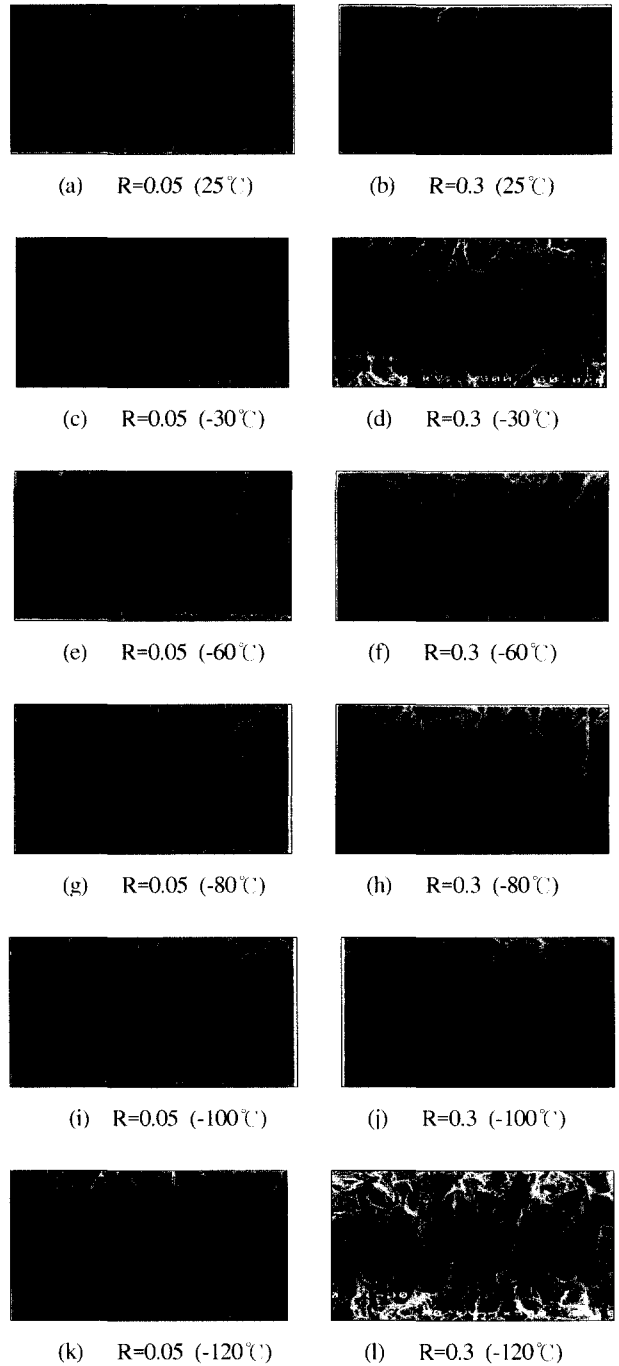 (a) R=0.05 (25℃)
(b) R=0.3 (25℃)
(c) R=0.05 (-30℃)
(d) R=0.3 (-30℃)
(e) R=0.05 (-60℃)
(f) R=0.3 (-60℃)
(g) R=0.05 (-80℃)
(h) R=0.3 (-80℃)
(i) R=0.05 (-100℃)
(j) R=0.3 (-100℃)
(k) R=0.05 (-120℃)
(l) R=0.3 (-120℃)